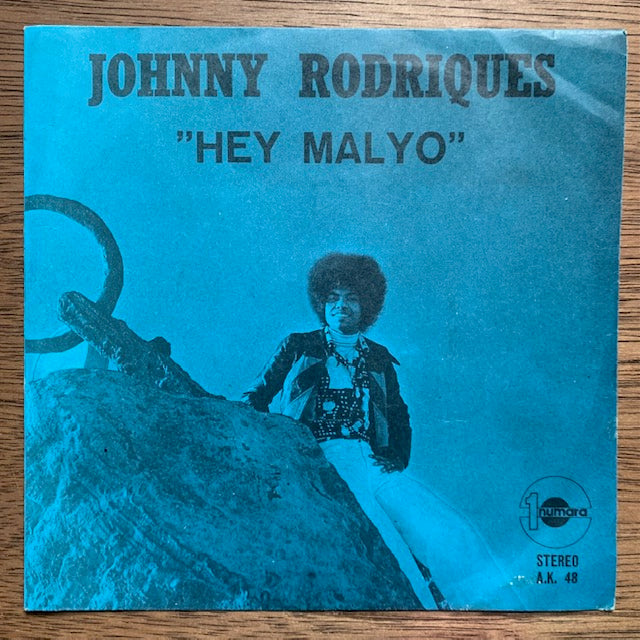 JOHNNY RODRIQUES
"HEY MALYO"
1 numara
STEREO
A.K. 48